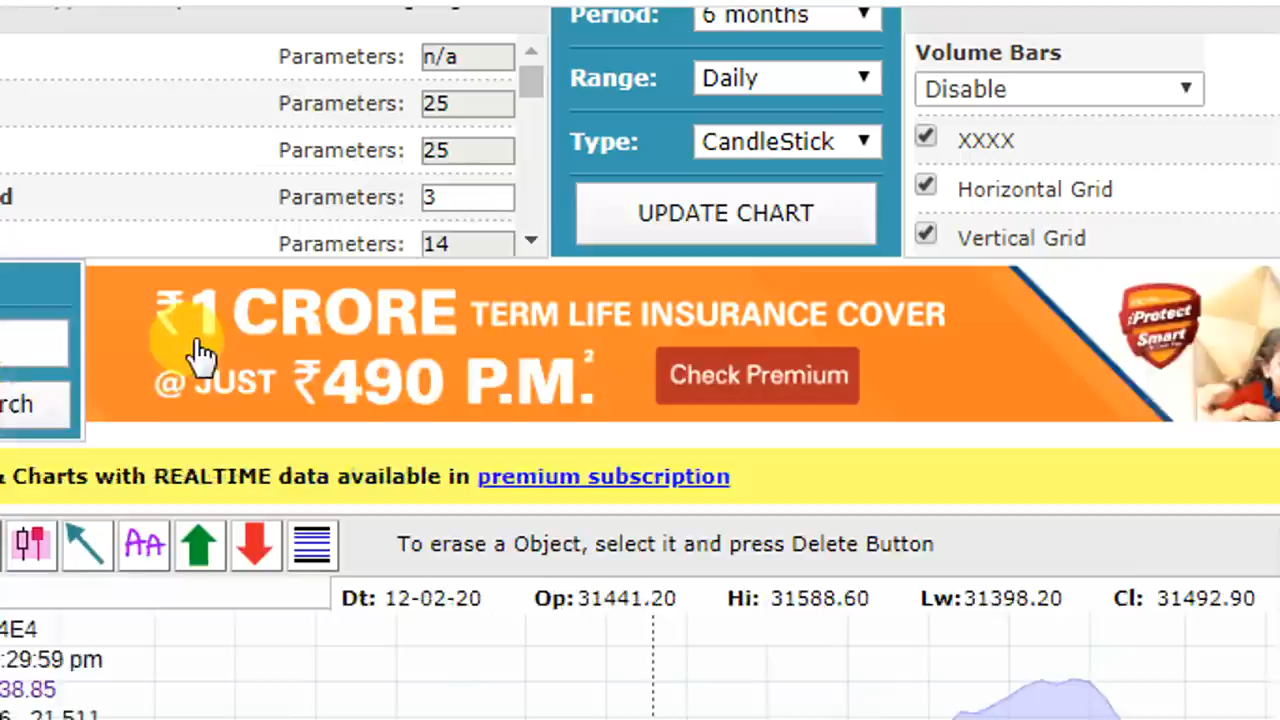 Period: 6 months
Parameters: n/a
Volume Bars
Range: Daily
Disable
Parameters: 25
Type: CandleStick
XXXX
Parameters: 25
Horizontal Grid
d Parameters: 3
UPDATE CHART
Vertical Grid
Parameters: 14
₹1 CRORE TERM LIFE INSURANCE COVER
@ JUST ₹490 P.M.²
Check Premium
iProtect
Smart
rch
& Charts with REALTIME data available in premium subscription
AA
To erase a Object, select it and press Delete Button
Dt: 12-02-20 Op:31441.20 Hi: 31588.60 Lw:31398.20 Cl: 31492.90
4E4
:29:59 pm
38.85